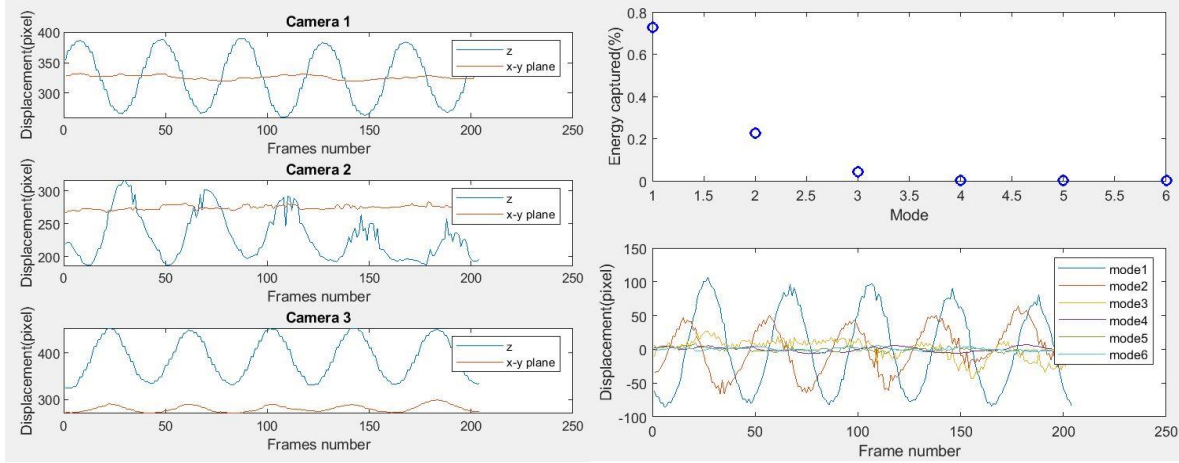 Camera 1
Displacement(pixel)
400
350
300
z
x-y plane
0 50 100 150 200 250
Frames number
Camera 2
Displacement(pixel)
300
250
200
z
x-y plane
0 50 100 150 200 250
Frames number
Camera 3
Displacement(pixel)
400
300
z
x-y plane
0 50 100 150 200 250
Frames number
Energy captured(%)
0.8
0.6
0.4
0.2
0
1 1.5 2 2.5 3 3.5 4 4.5 5 5.5 6
Mode
Displacement(pixel)
150
100
50
0
-50
-100
mode1
mode2
mode3
mode4
mode5
mode6
0 50 100 150 200 250
Frame number